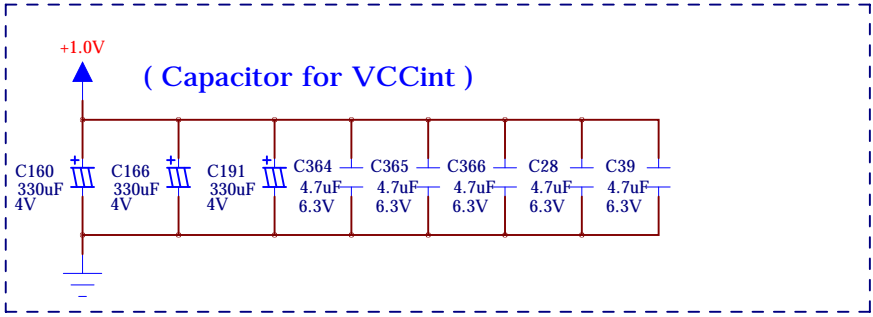 +1.0V
( Capacitor for VCCint )
C160
330uF
4V
+
C166
330uF
4V
+
C191
330uF
4V
+
C364
4.7uF
6.3V
C365
4.7uF
6.3V
C366
4.7uF
6.3V
C28
4.7uF
6.3V
C39
4.7uF
6.3V